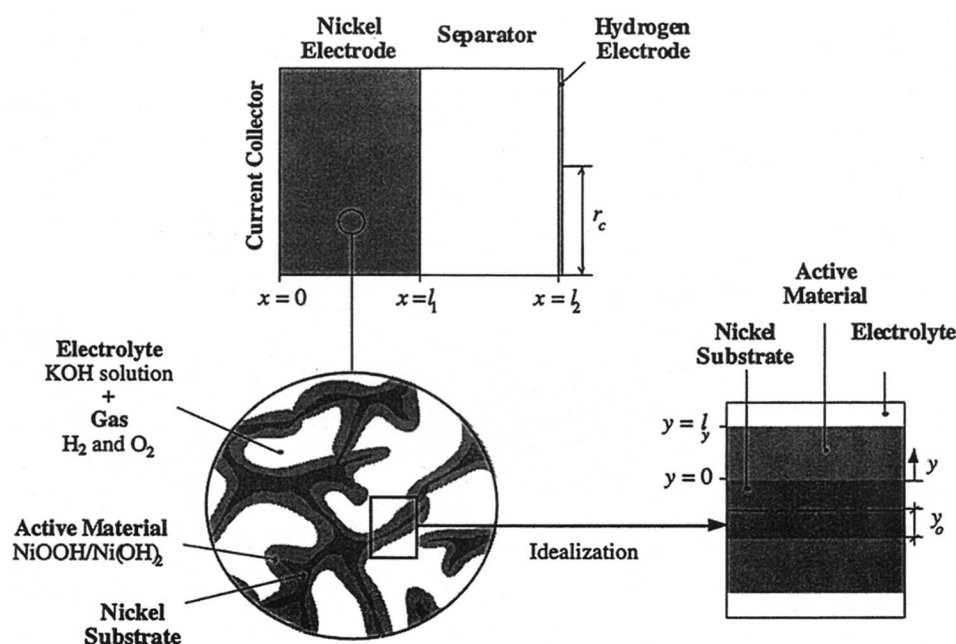 Nickel
Electrode
Separator
Hydrogen
Electrode
Current Collector
r_c
x = 0
x = l_1
x = l_2
Electrolyte
KOH solution
+
Gas
H_2 and O_2
Active Material
NiOOH/Ni(OH)_2
Nickel
Substrate
Idealization
Active
Material
Nickel
Substrate
Electrolyte
y = l_y
y = 0
y
y_o